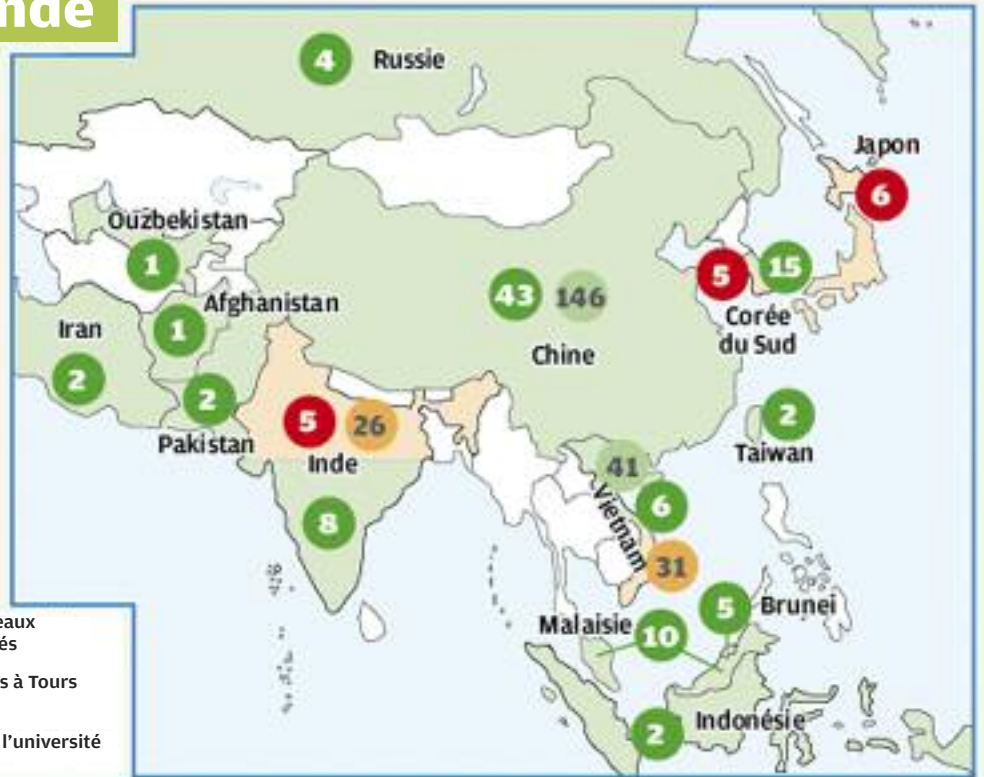 nde
4 Russie
Japon
6
Ouzbekistan
1
5
15
43 146
Afghanistan
Corée
du Sud
Iran
1
Chine
2
2
5 26
2
Pakistan
Inde
Taiwan
41
Vietnam
6
8
31
5 Brunei
Malaisie
10
2
Indonésie
eaux
és
s à Tours
l'université